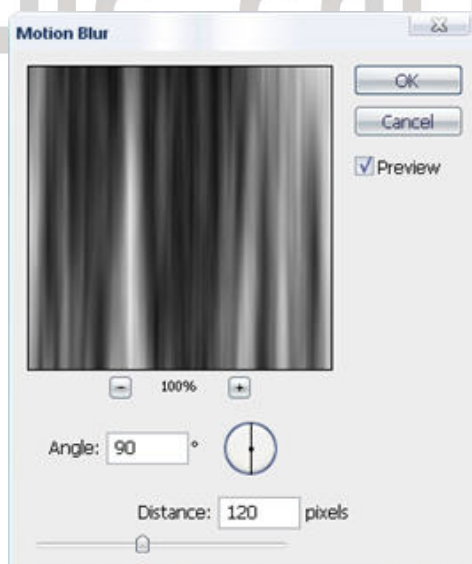 Motion Blur
OK
Cancel
Preview
100%
Angle: 90 °
Distance: 120 pixels